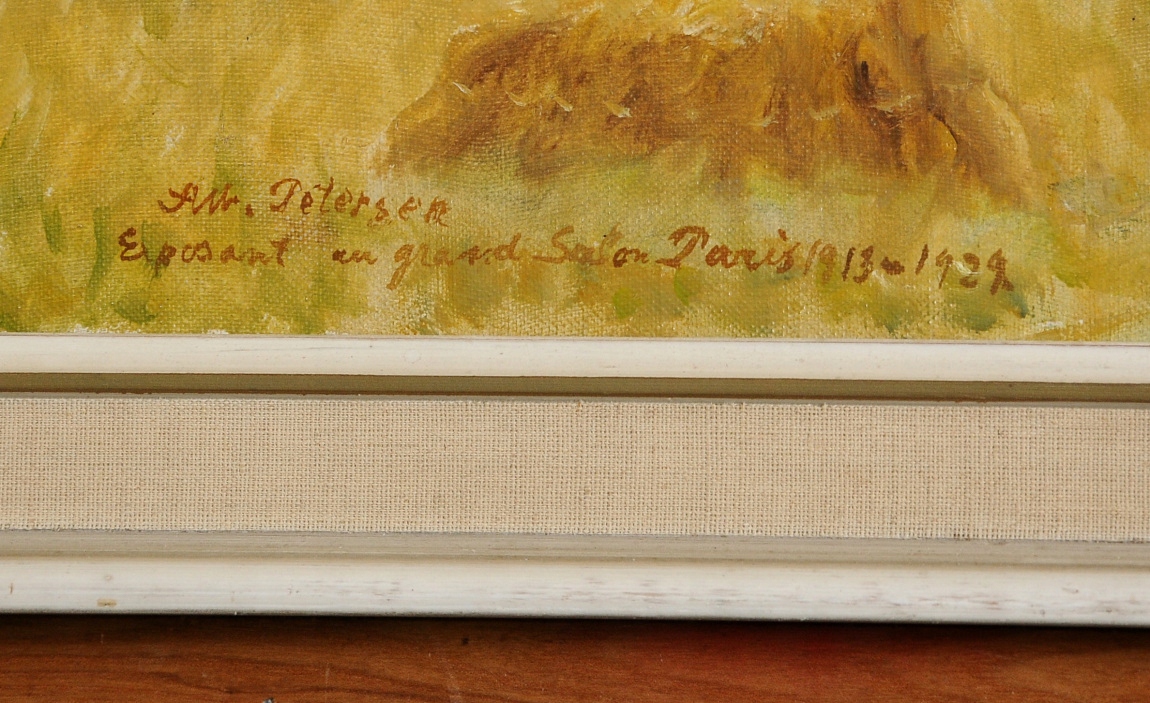 Alb. Petersen
Exposant au grand Salon Paris 1913 - 1929